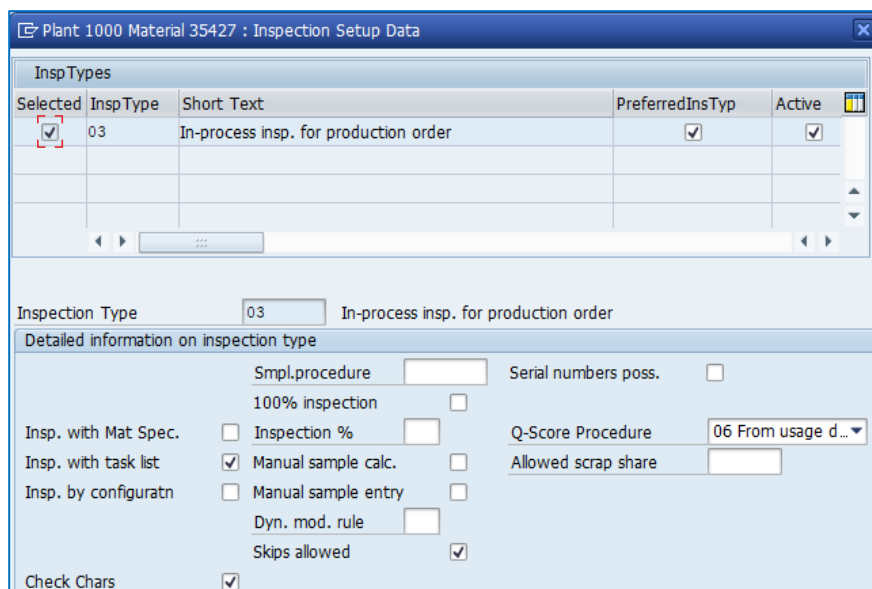 Plant 1000 Material 35427 : Inspection Setup Data
InspTypes
Selected InspType Short Text PreferredInsTyp Active
03 In-process insp. for production order
Inspection Type 03 In-process insp. for production order
Detailed information on inspection type
Smpl.procedure Serial numbers poss.
100% inspection
Insp. with Mat Spec. Inspection % Q-Score Procedure 06 From usage d...
Insp. with task list Manual sample calc. Allowed scrap share
Insp. by configuratn Manual sample entry
Dyn. mod. rule
Skips allowed
Check Chars